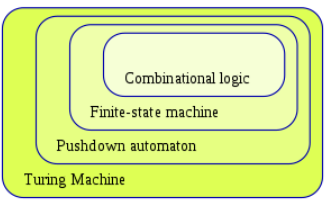 Combinational logic
Finite-state machine
Pushdown automaton
Turing Machine